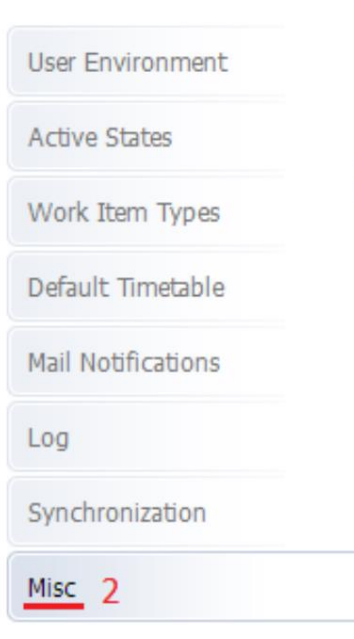 User Environment
Active States
Work Item Types
Default Timetable
Mail Notifications
Log
Synchronization
Misc 2